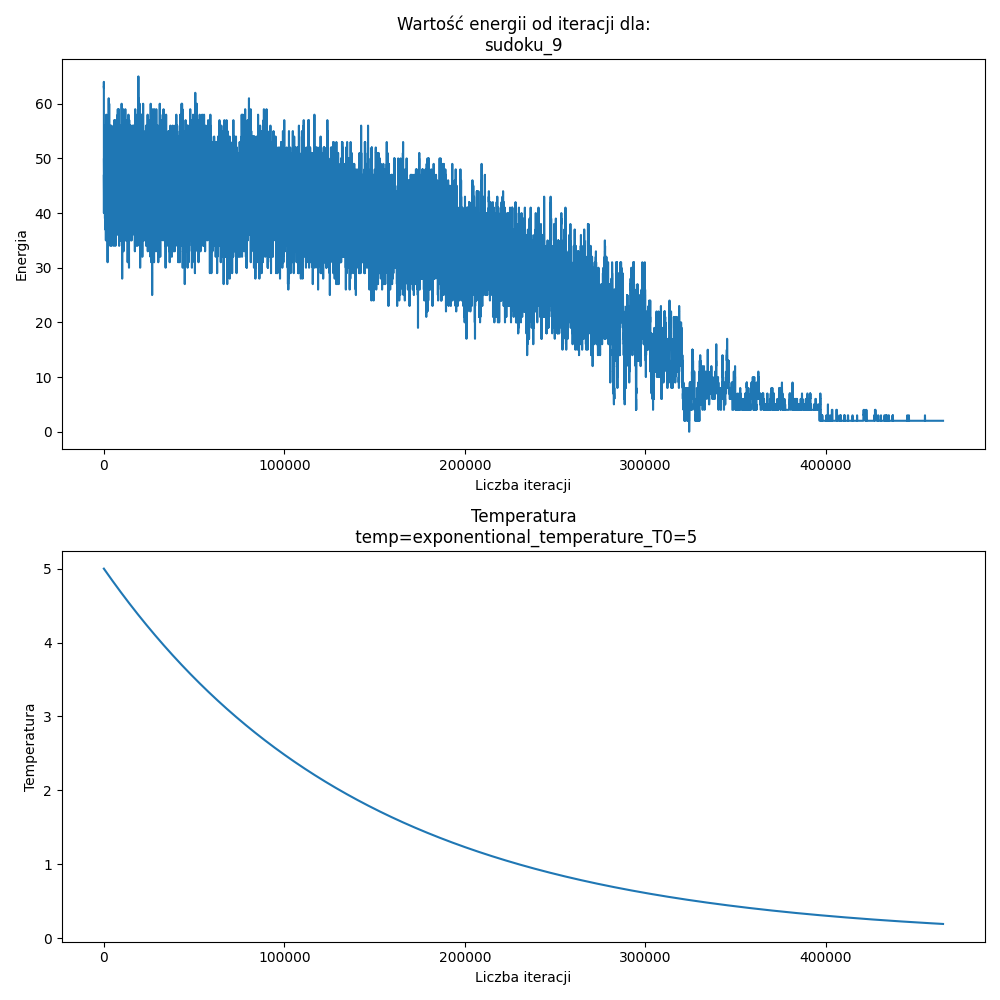 Wartość energii od iteracji dla:
sudoku_9
Energia
60
50
40
30
20
10
0
0 100000 200000 300000 400000
Liczba iteracji
Temperatura
temp=exponentional_temperature_T0=5
Temperatura
5
4
3
2
1
0
0 100000 200000 300000 400000
Liczba iteracji